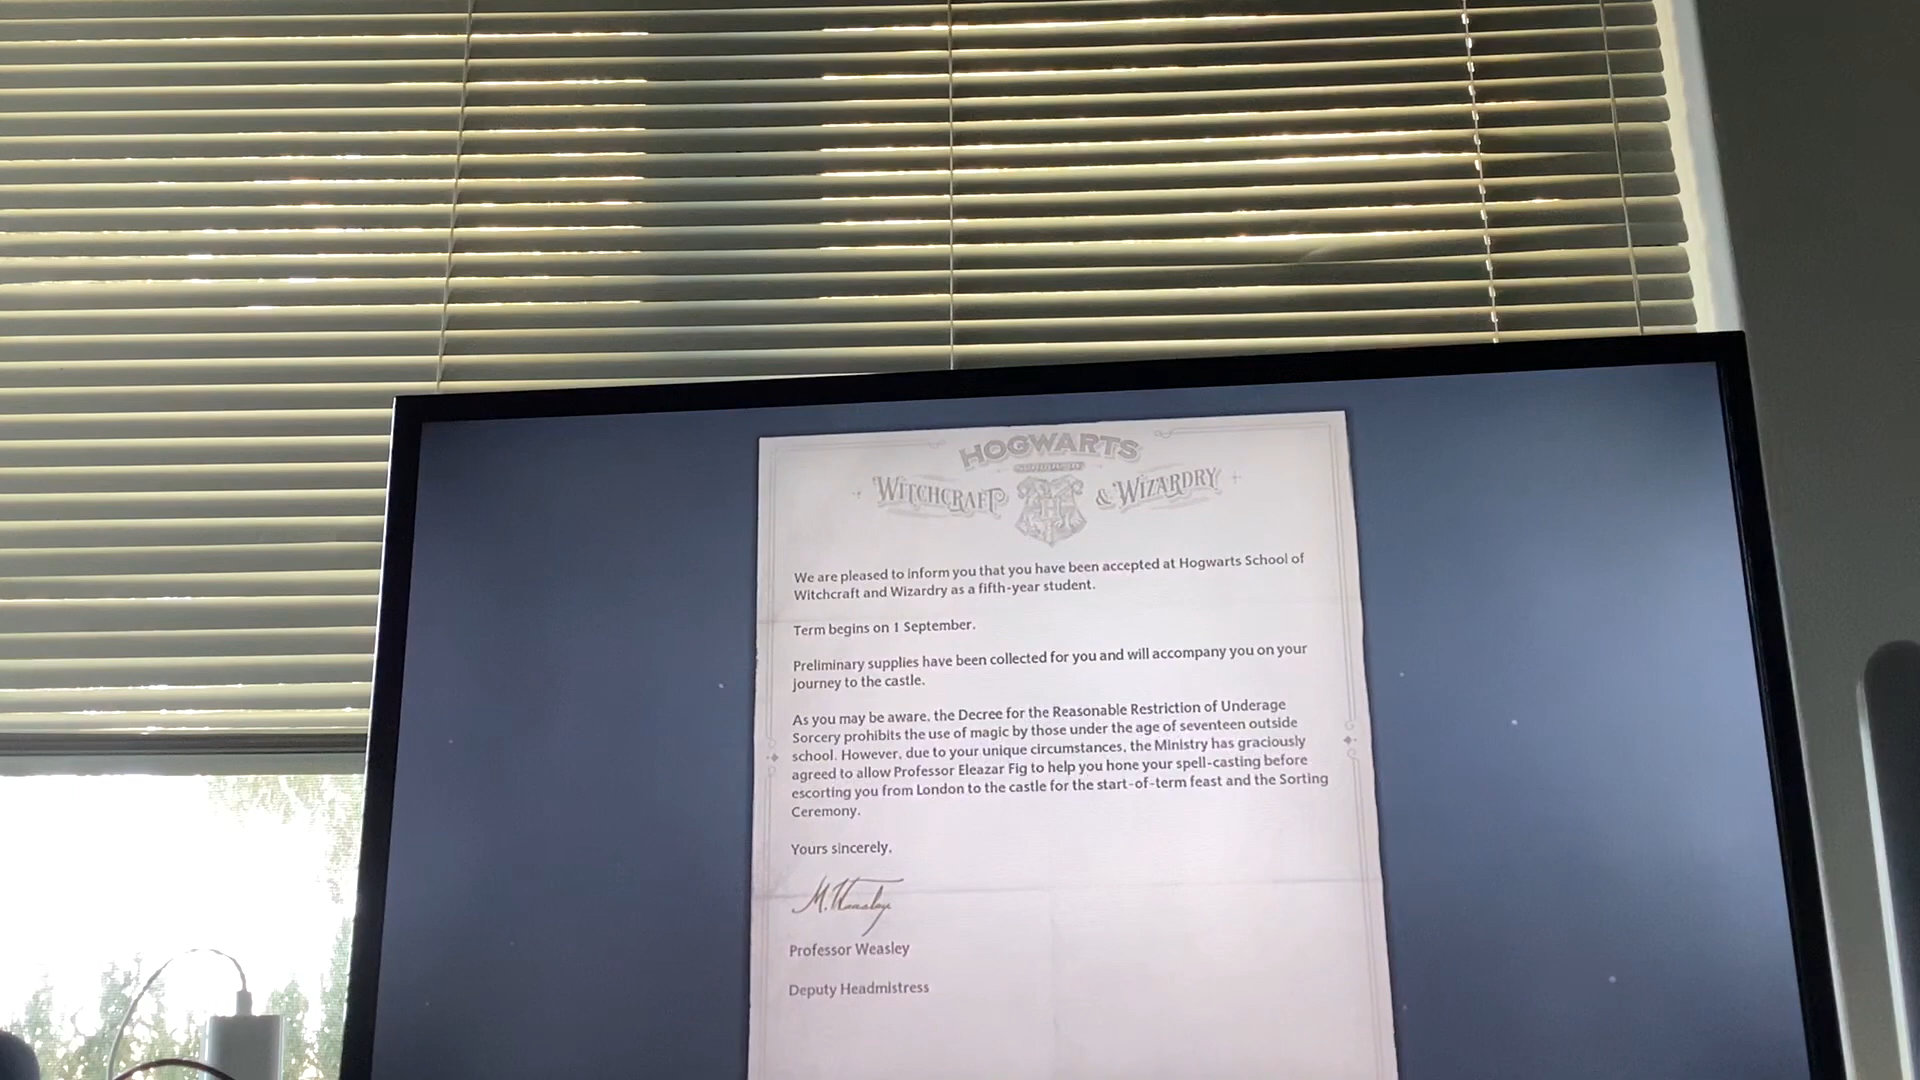 HOGWARTS
SCHOOL OF
WITCHCRAFT & WIZARDRY
H
We are pleased to inform you that you have been accepted at Hogwarts School of
Witchcraft and Wizardry as a fifth-year student.
Term begins on 1 September.
Preliminary supplies have been collected for you and will accompany you on your
journey to the castle.
As you may be aware, the Decree for the Reasonable Restriction of Underage
Sorcery prohibits the use of magic by those under the age of seventeen outside
school. However, due to your unique circumstances, the Ministry has graciously
agreed to allow Professor Eleazar Fig to help you hone your spell-casting before
escorting you from London to the castle for the start-of-term feast and the Sorting
Ceremony.
Yours sincerely,
M. Weasley
Professor Weasley
Deputy Headmistress